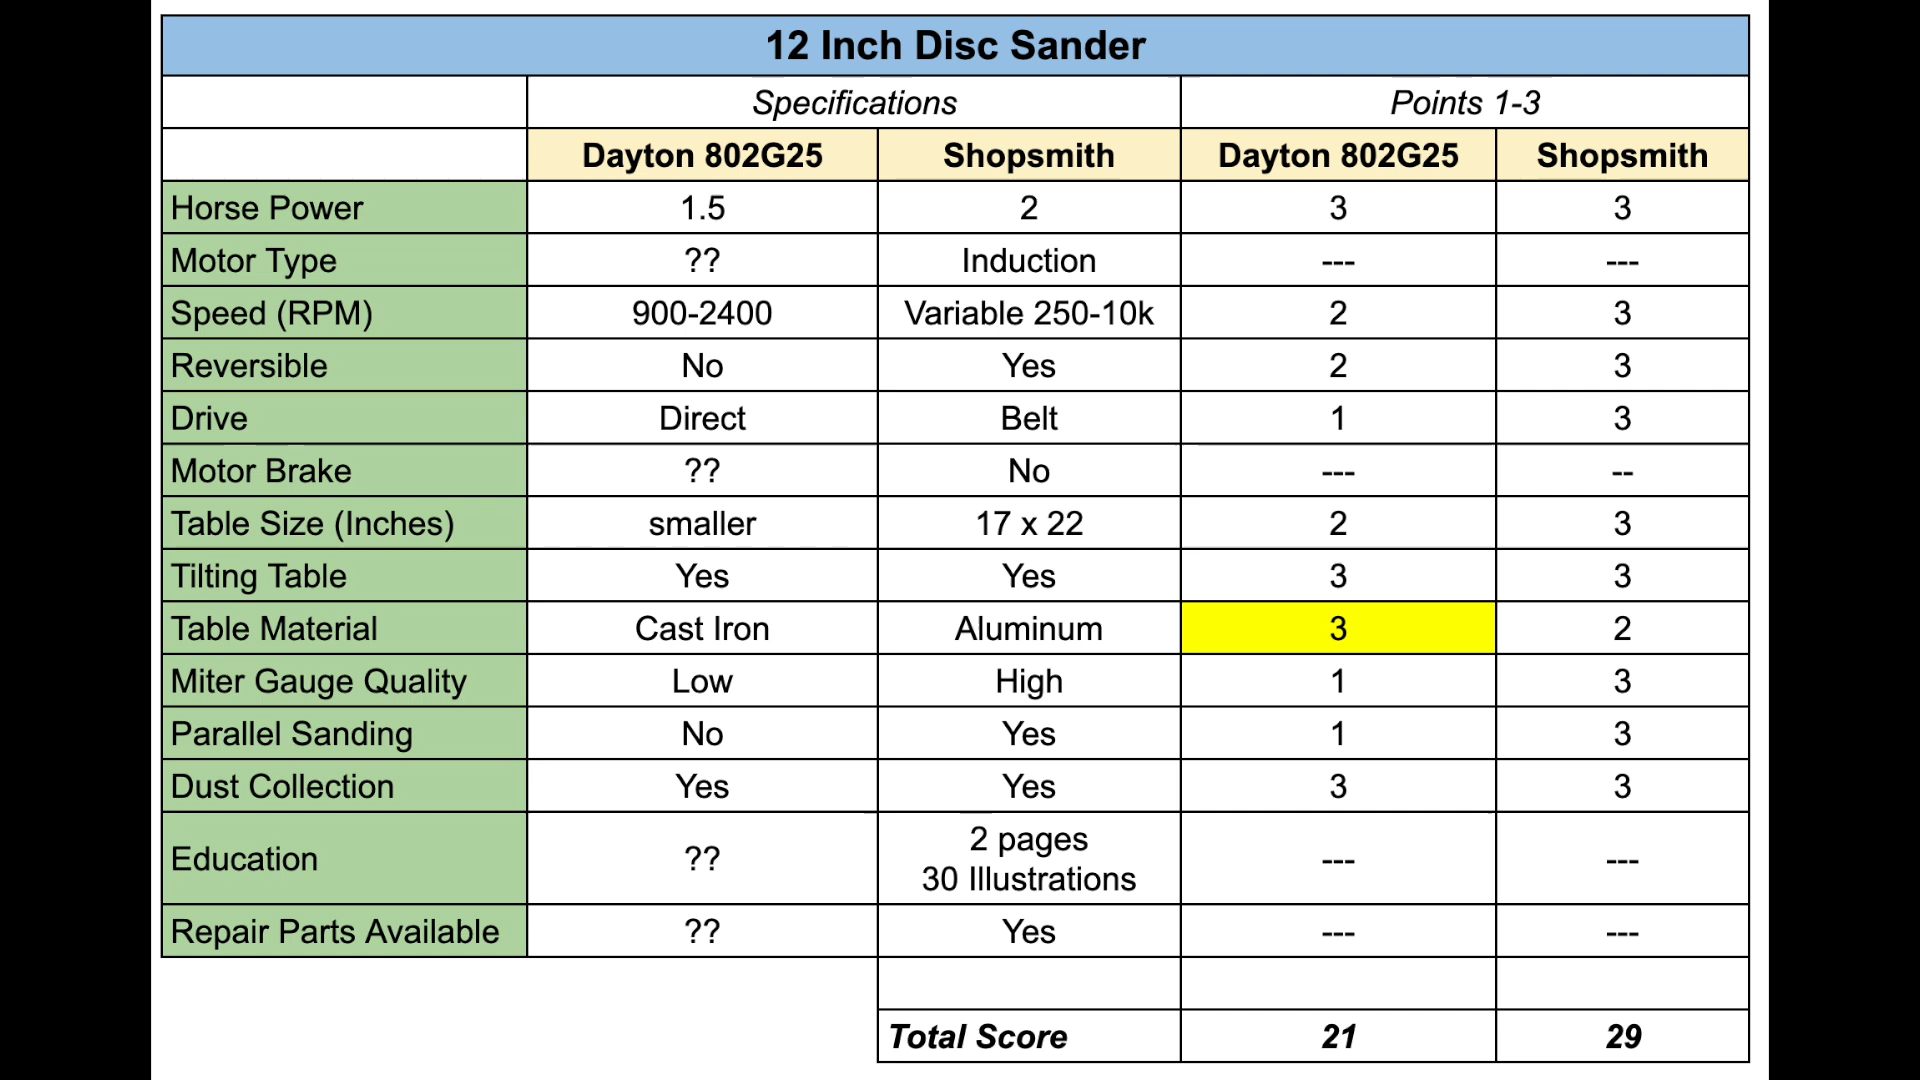 12 Inch Disc Sander
Specifications Points 1-3
Dayton 802G25 Shopsmith Dayton 802G25 Shopsmith
Horse Power 1.5 2 3 3
Motor Type ?? Induction --- ---
Speed (RPM) 900-2400 Variable 250-10k 2 3
Reversible No Yes 2 3
Drive Direct Belt 1 3
Motor Brake ?? No --- --
Table Size (Inches) smaller 17 x 22 2 3
Tilting Table Yes Yes 3 3
Table Material Cast Iron Aluminum 3 2
Miter Gauge Quality Low High 1 3
Parallel Sanding No Yes 1 3
Dust Collection Yes Yes 3 3
Education ?? 2 pages --- ---
30 Illustrations
Repair Parts Available ?? Yes --- ---
Total Score 21 29